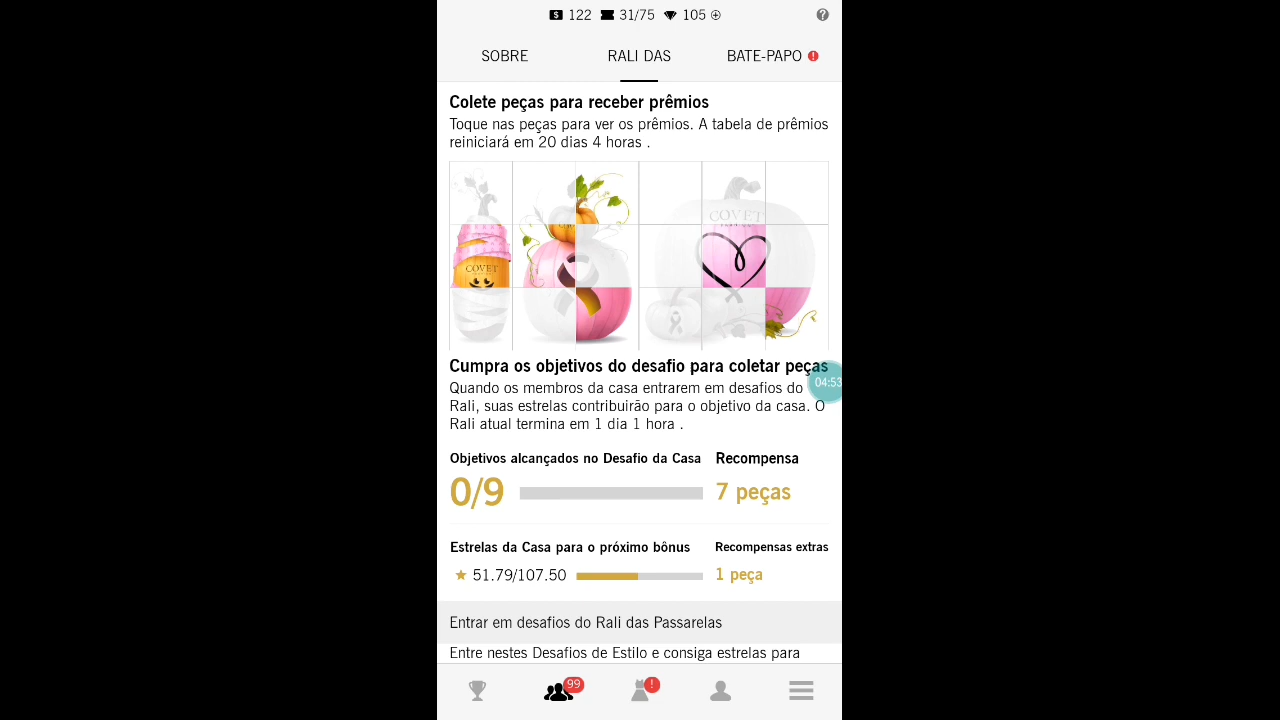 122 31/75 105
SOBRE RALI DAS BATE-PAPO
Colete peças para receber prêmios
Toque nas peças para ver os prêmios. A tabela de prêmios
reiniciará em 20 dias 4 horas .
COVET
COVET
Cumpra os objetivos do desafio para coletar peças
04:53
Quando os membros da casa entrarem em desafios do
Rali, suas estrelas contribuirão para o objetivo da casa. O
Rali atual termina em 1 dia 1 hora .
Objetivos alcançados no Desafio da Casa Recompensa
0/9 7 peças
Estrelas da Casa para o próximo bônus Recompensas extras
51.79/107.50 1 peça
Entrar em desafios do Rali das Passarelas
Entre nestes Desafios de Estilo e consiga estrelas para
99 !